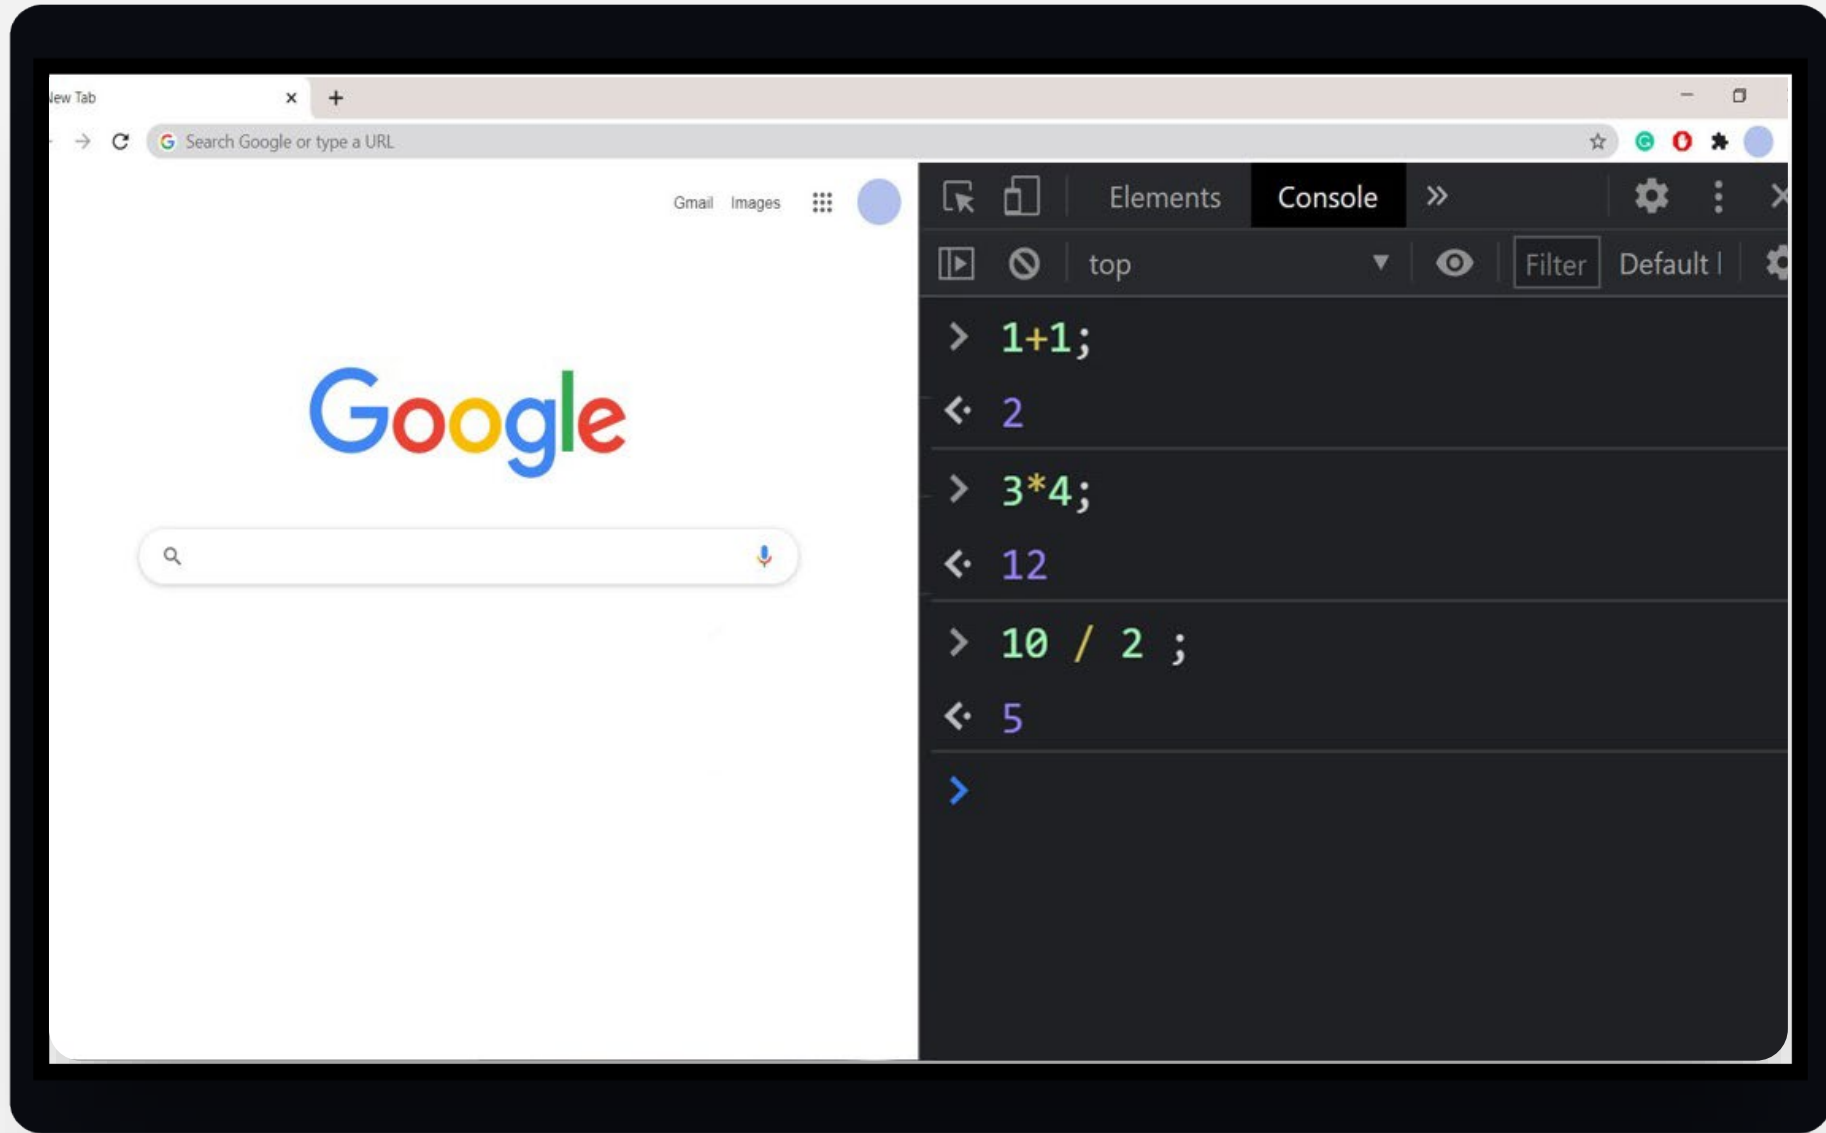 New Tab
Search Google or type a URL
Gmail Images
Google
Elements Console
top Filter Default
1+1;
2
3*4;
12
10 / 2 ;
5